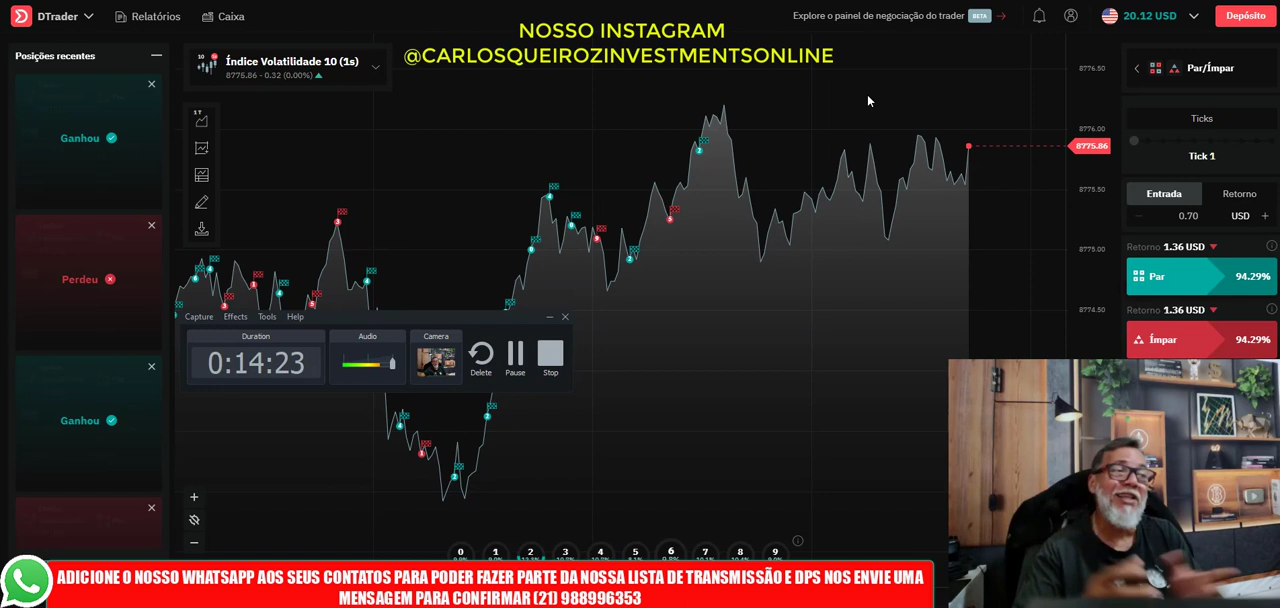 DTrader
Relatórios
Caixa
NOSSO INSTAGRAM
@CARLOSQUEIROZINVESTMENTSONLINE
Explore o painel de negociação do trader BETA
20.12 USD
Depósito
Posições recentes
Ganhou
Perdeu
Ganhou
10 1s
Índice Volatilidade 10 (1s)
8775.86 - 0.32 (0.00%)
1 T
8776.50
8776.00
8775.86
8775.50
8775.00
8774.50
Par/Ímpar
Ticks
Tick 1
Entrada Retorno
- 0.70 USD +
Retorno 1.36 USD
Par 94.29%
Retorno 1.36 USD
Ímpar 94.29%
Capture Effects Tools Help
Duration Audio Camera
0:14:23
Delete Pause Stop
0 1 2 3 4 5 6 7 8 9
ADICIONE O NOSSO WHATSAPP AOS SEUS CONTATOS PARA PODER FAZER PARTE DA NOSSA LISTA DE TRANSMISSÃO E DPS NOS ENVIE UMA
MENSAGEM PARA CONFIRMAR (21) 988996353